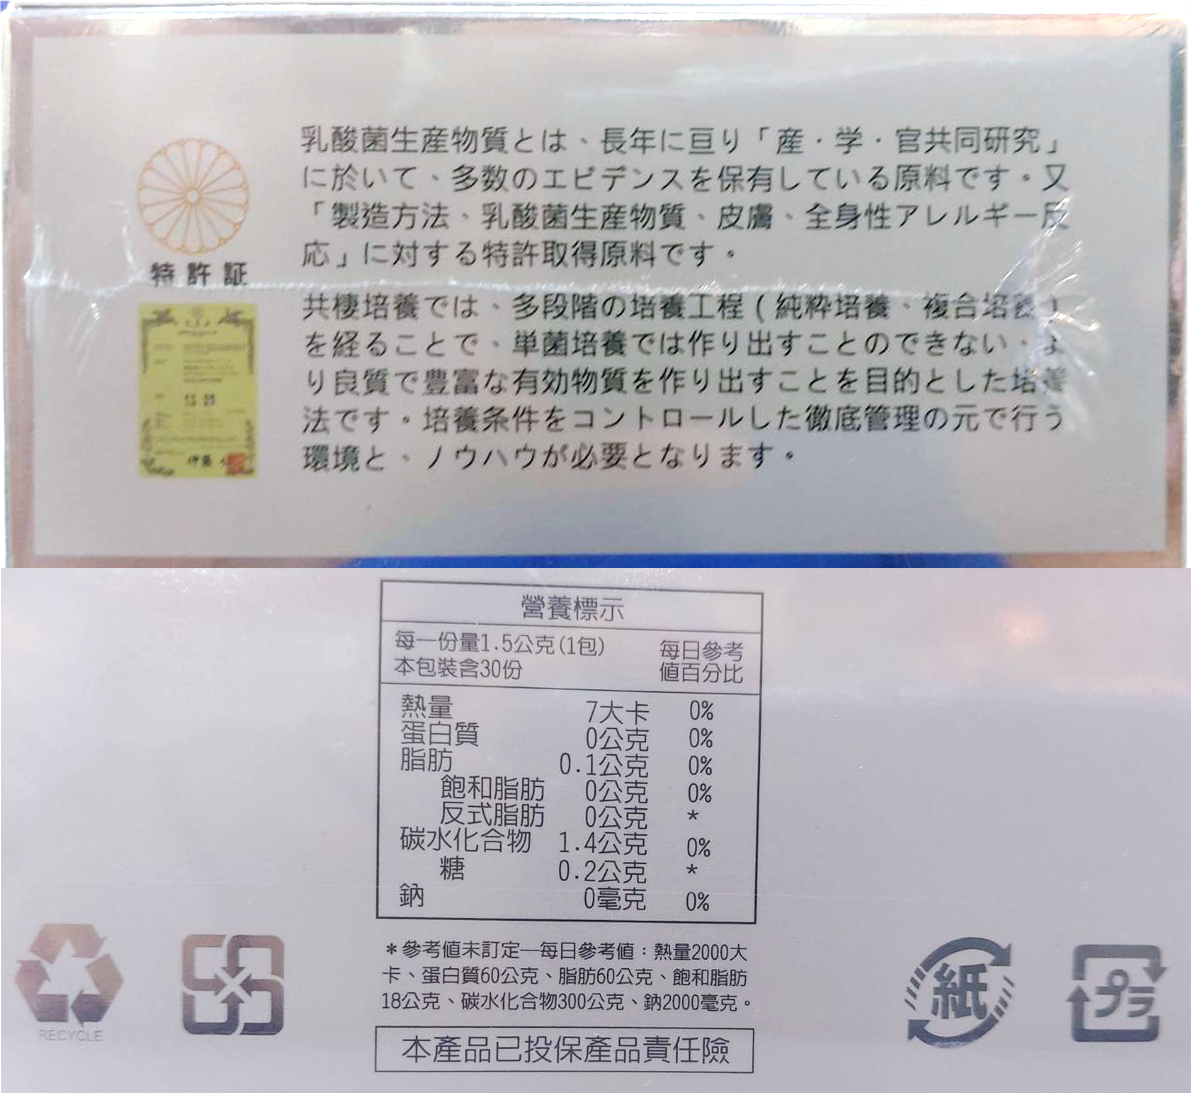 乳酸菌生産物質とは、長年に亘り「産・学・官共同研究」
に於いて、多数のエビデンスを保有している原料です。又
「製造方法、乳酸菌生産物質、皮膚、全身性アレルギー反
応」に対する特許取得原料です。
特許証
共棲培養では、多段階の培養工程(純粋培養、複合培養)
を経ることで、単菌培養では作り出すことのできない、よ
り良質で豊富な有効物質を作り出すことを目的とした培養
法です。培養条件をコントロールした徹底管理の元で行う
環境と、ノウハウが必要となります。
營養標示
每一份量1.5公克(1包)
本包裝含30份
每日參考
值百分比
熱量 7大卡 0%
蛋白質 0公克 0%
脂肪 0.1公克 0%
飽和脂肪 0公克 0%
反式脂肪 0公克 *
碳水化合物 1.4公克 0%
糖 0.2公克 *
鈉 0毫克 0%
*參考值未訂定─每日參考值：熱量2000大
卡、蛋白質60公克、脂肪60公克、飽和脂肪
18公克、碳水化合物300公克、鈉2000毫克。
本產品已投保產品責任險
RECYCLE
紙
プラ